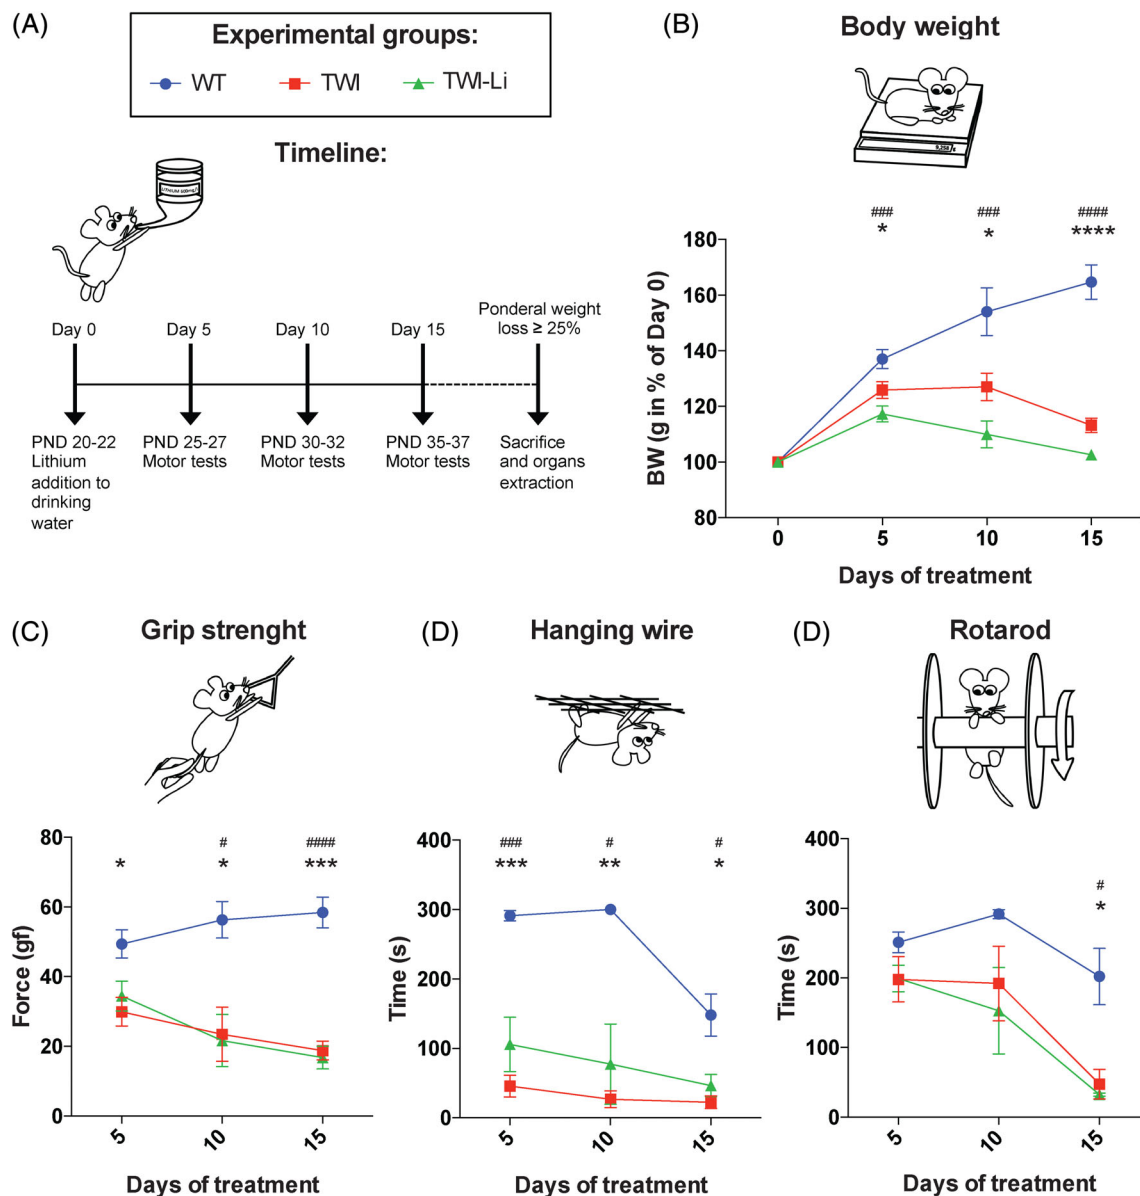 (A)
Experimental groups:
WT
TWI
TWI-Li
Timeline:
LITHIUM 600mg/L
Day 0
Day 5
Day 10
Day 15
Ponderal weight
loss ≥ 25%
PND 20-22
Lithium
addition to
drinking
water
PND 25-27
Motor tests
PND 30-32
Motor tests
PND 35-37
Motor tests
Sacrifice
and organs
extraction
(B)
Body weight
###
*
###
*
####
****
BW (g in % of Day 0)
180
160
140
120
100
80
0
5
10
15
Days of treatment
(C)
Grip strenght
*
#
*
####
***
Force (gf)
80
60
40
20
0
5
10
15
Days of treatment
(D)
Hanging wire
###
***
#
**
#
*
Time (s)
400
300
200
100
0
5
10
15
Days of treatment
(D)
Rotarod
#
*
Time (s)
400
300
200
100
0
5
10
15
Days of treatment